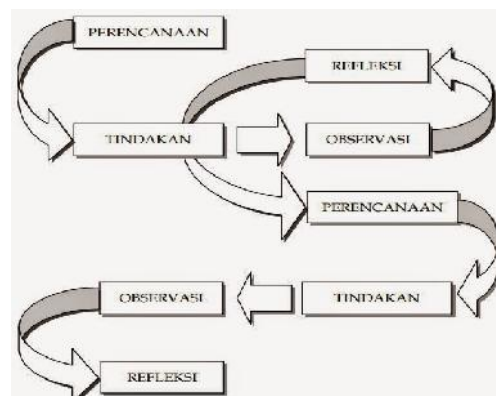 PERENCANAAN
REFLEKSI
TINDAKAN
OBSERVASI
PERENCANAAN
OBSERVASI
TINDAKAN
REFLEKSI